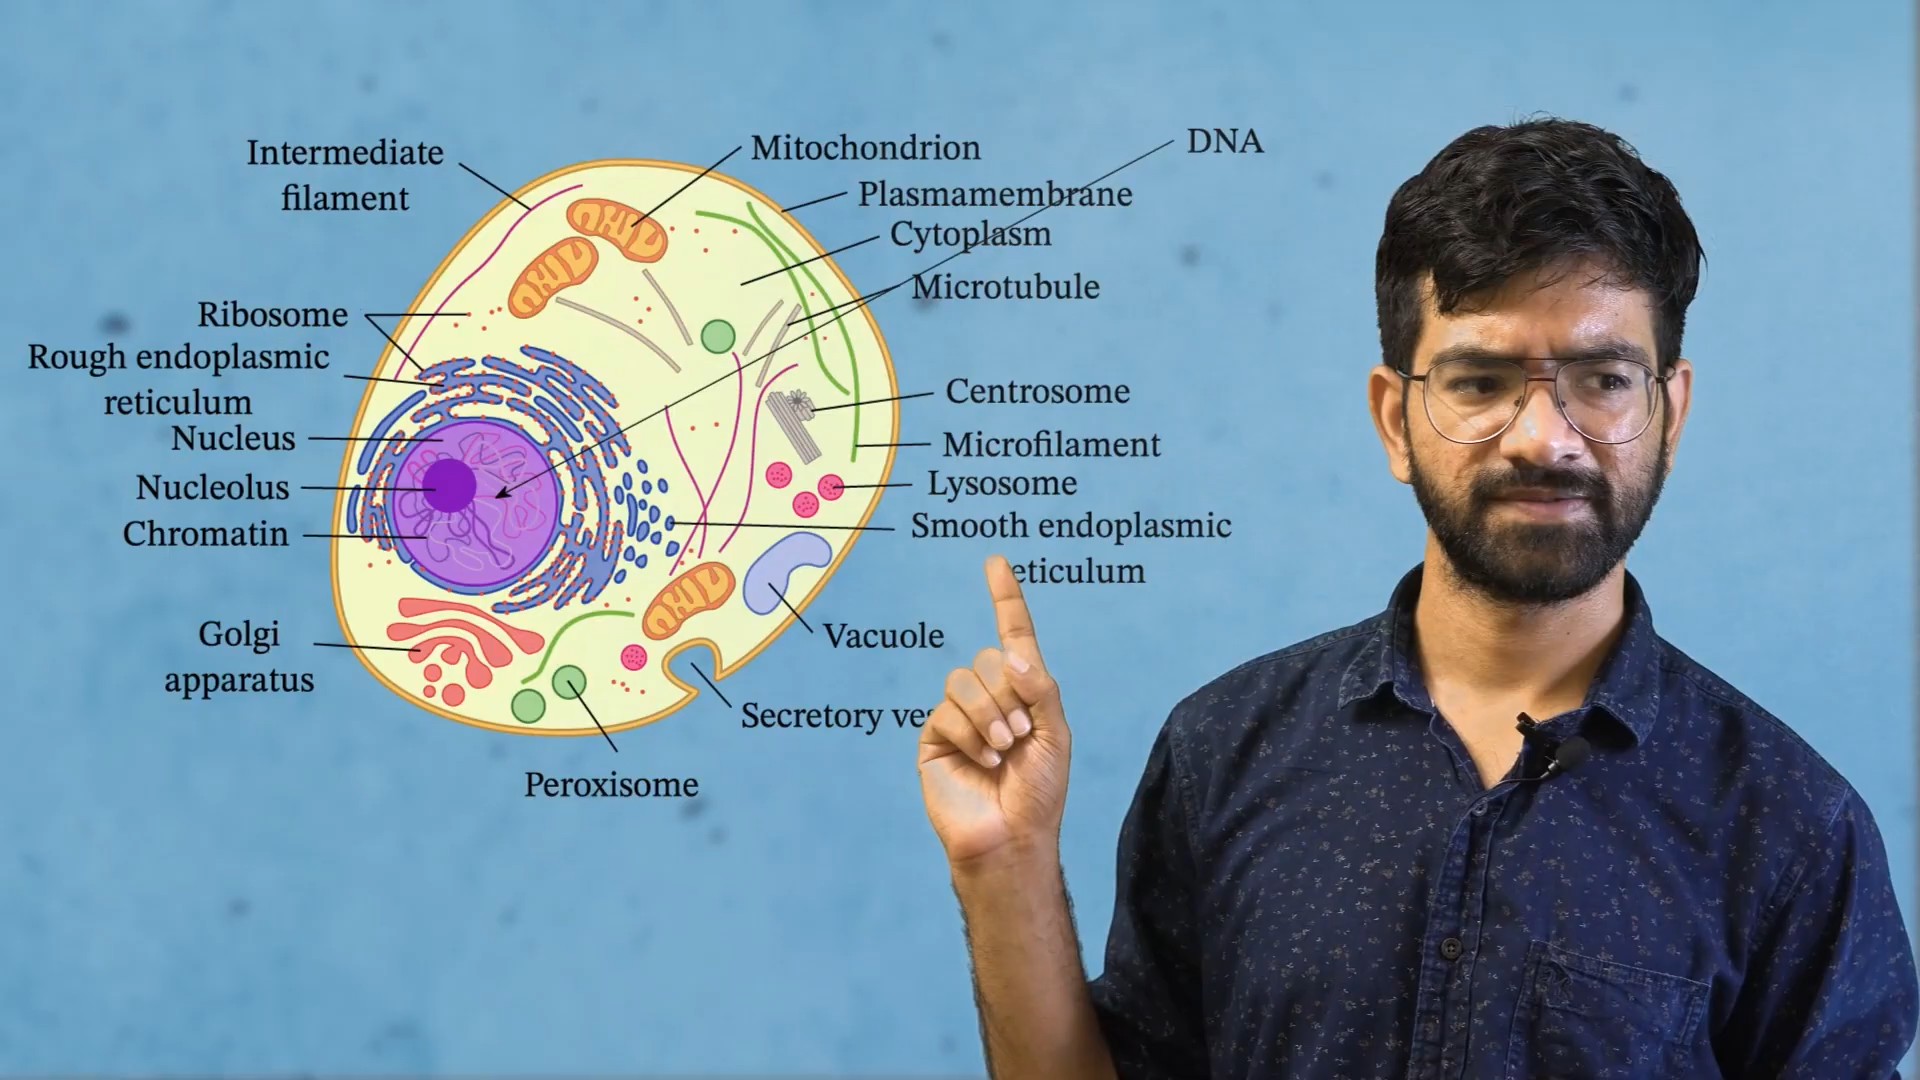 Intermediate
filament
Mitochondrion
DNA
Plasmamembrane
Cytoplasm
Microtubule
Ribosome
Rough endoplasmic
reticulum
Nucleus
Nucleolus
Chromatin
Centrosome
Microfilament
Lysosome
Smooth endoplasmic
eticulum
Golgi
apparatus
Vacuole
Secretory
Peroxisome